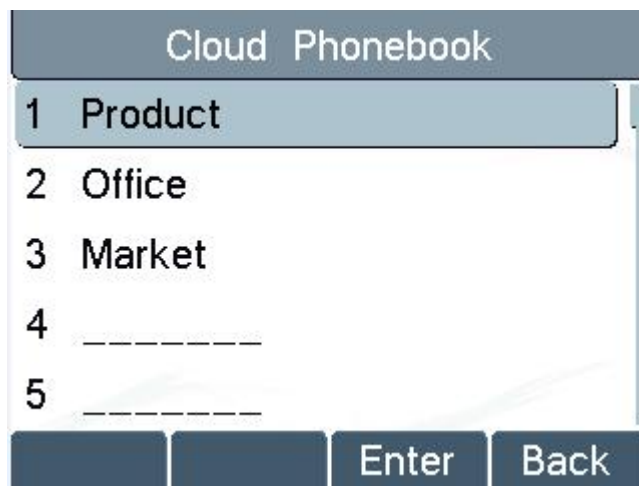 Cloud Phonebook
1 Product
2 Office
3 Market
4 _______
5 _______
Enter Back